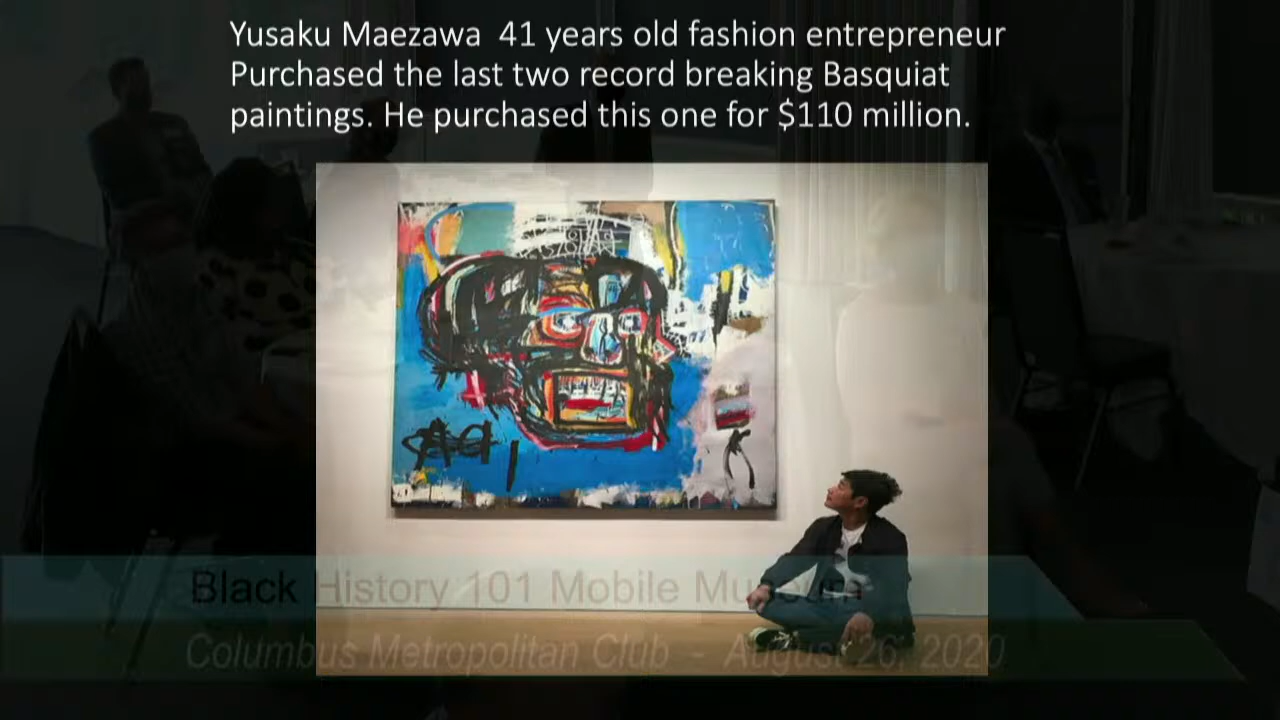 Yusaku Maezawa 41 years old fashion entrepreneur
Purchased the last two record breaking Basquiat
paintings. He purchased this one for $110 million.
Black History 101 Mobile Museum
Columbus Metropolitan Club - August 26, 2020